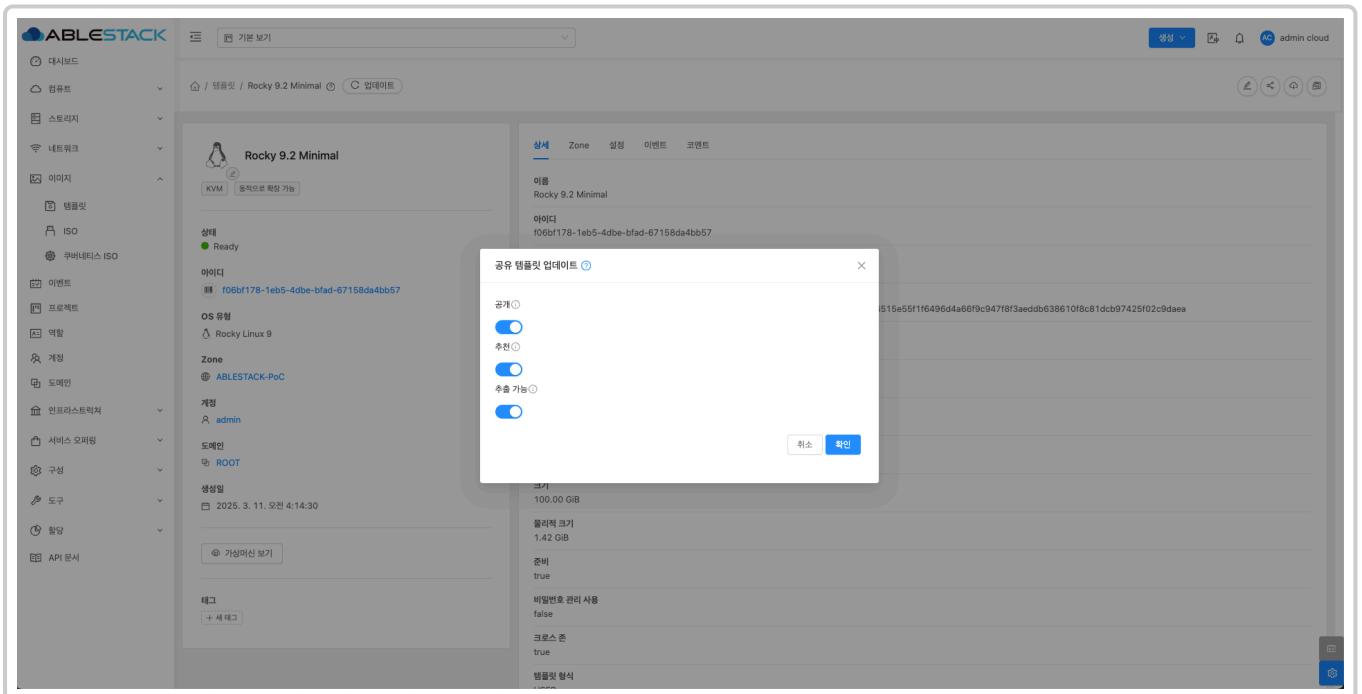 ABLESTACK
기본 보기
생성
AC
admin cloud
대시보드
/ 템플릿 / Rocky 9.2 Minimal
업데이트
컴퓨트
스토리지
네트워크
이미지
템플릿
ISO
쿠버네티스 ISO
이벤트
프로젝트
역할
계정
도메인
인프라스트럭쳐
서비스 오퍼링
구성
도구
할당
API 문서
Rocky 9.2 Minimal
KVM
동적으로 확장 가능
상태
Ready
아이디
f06bf178-1eb5-4dbe-bfad-67158da4bb57
OS 유형
Rocky Linux 9
Zone
ABLESTACK-PoC
계정
admin
도메인
ROOT
생성일
2025. 3. 11. 오전 4:14:30
가상머신 보기
태그
+ 새 태그
상세
Zone
설정
이벤트
코멘트
이름
Rocky 9.2 Minimal
아이디
f06bf178-1eb5-4dbe-bfad-67158da4bb57
515e55f1f6496d4a66f9c947f8f3aeddb638610f8c81dcb97425f02c9daea
공유 템플릿 업데이트
공개
추천
추출 가능
취소
확인
크기
100.00 GiB
물리적 크기
1.42 GiB
준비
true
비밀번호 관리 사용
false
크로스 존
true
템플릿 형식
USER